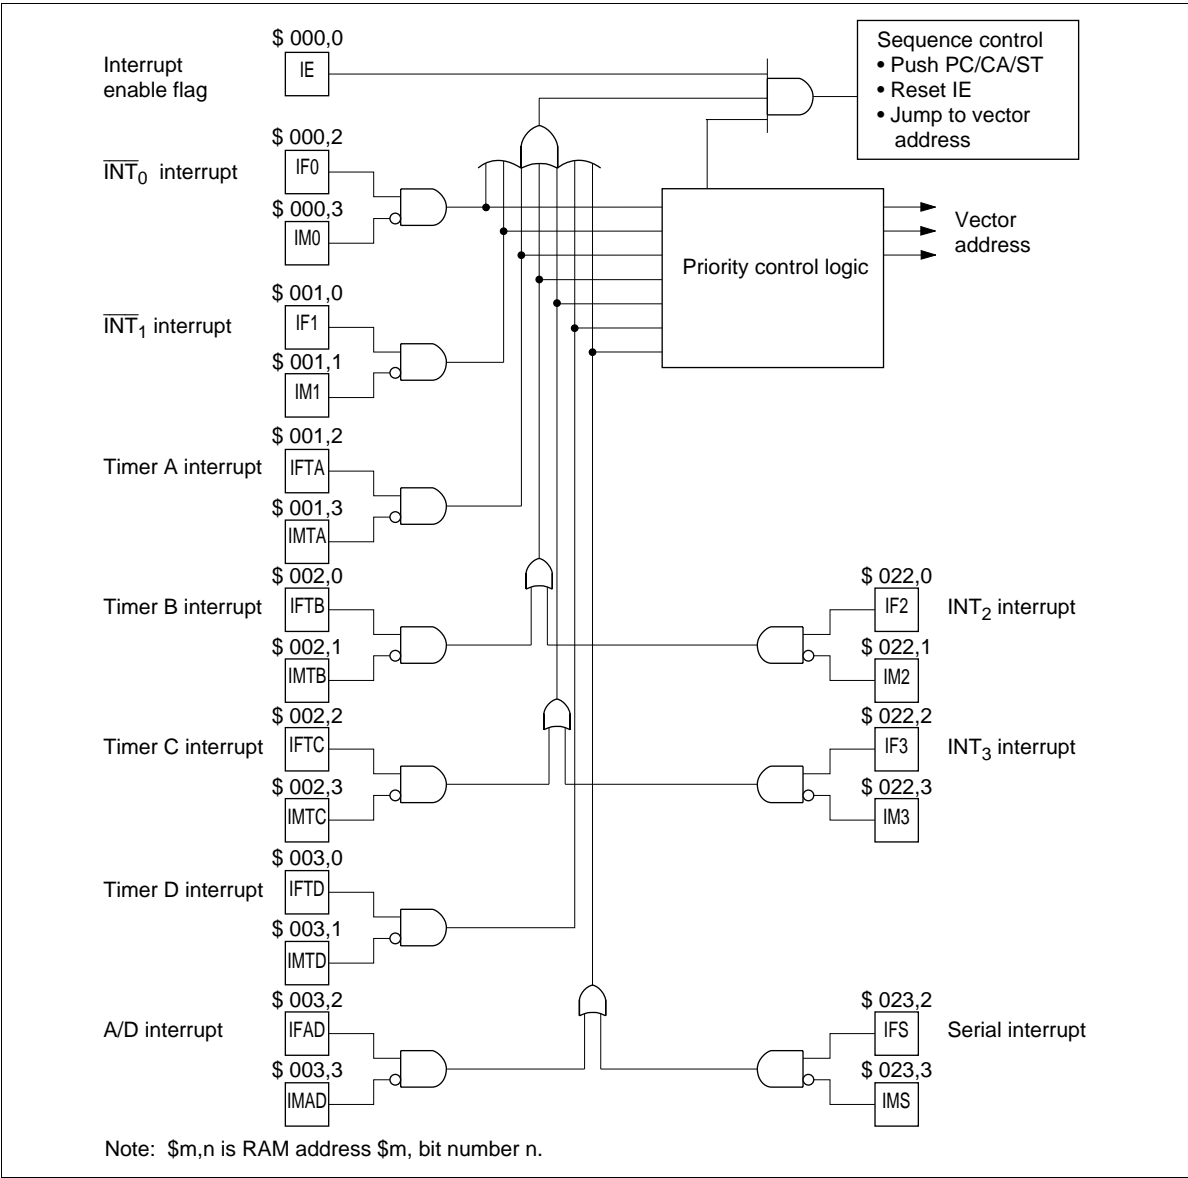 $ 000,0
Interrupt
enable flag
IE
Sequence control
• Push PC/CA/ST
• Reset IE
• Jump to vector
address
$ 000,2
INT0 interrupt
IF0
$ 000,3
IM0
Priority control logic
Vector
address
$ 001,0
INT1 interrupt
IF1
$ 001,1
IM1
$ 001,2
Timer A interrupt
IFTA
$ 001,3
IMTA
$ 002,0
Timer B interrupt
IFTB
$ 002,1
IMTB
$ 022,0
IF2
INT2 interrupt
$ 022,1
IM2
$ 002,2
Timer C interrupt
IFTC
$ 002,3
IMTC
$ 022,2
IF3
INT3 interrupt
$ 022,3
IM3
$ 003,0
Timer D interrupt
IFTD
$ 003,1
IMTD
$ 003,2
A/D interrupt
IFAD
$ 003,3
IMAD
$ 023,2
IFS
Serial interrupt
$ 023,3
IMS
Note: $m,n is RAM address $m, bit number n.